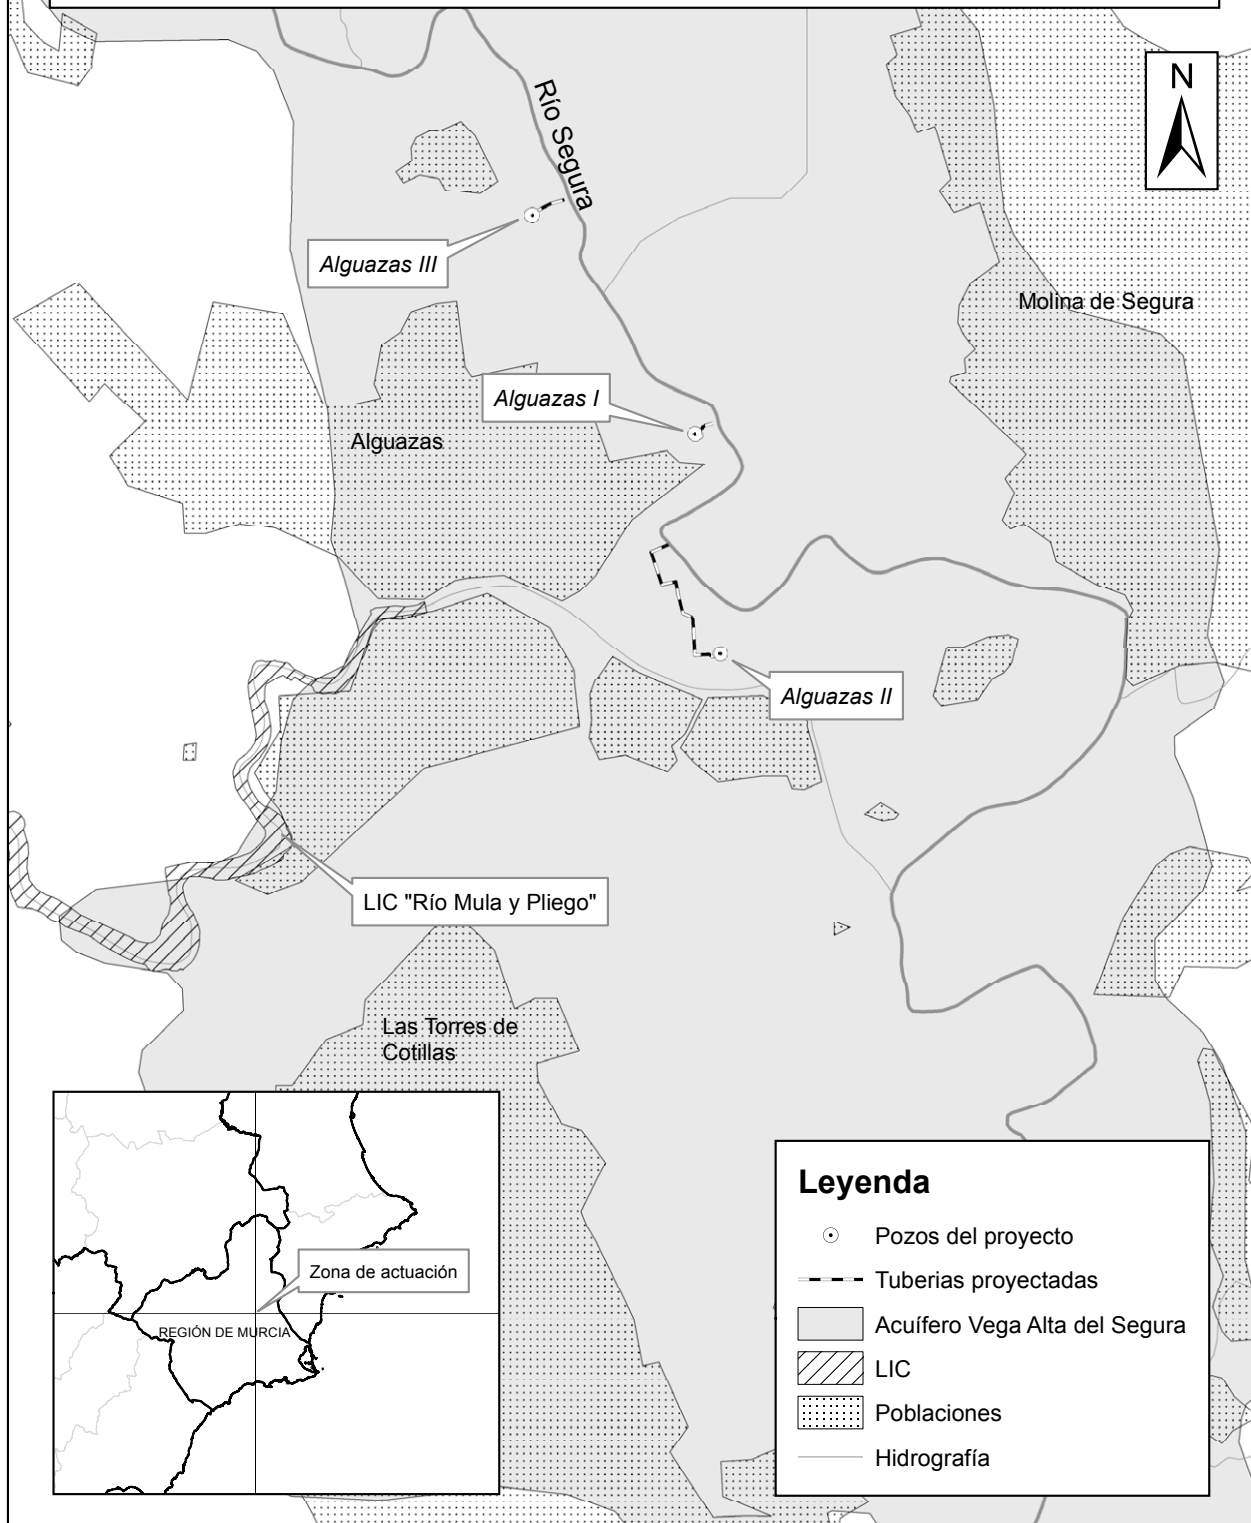 N
Río Segura
Alguazas III
Molina de Segura
Alguazas I
Alguazas
Alguazas II
LIC "Río Mula y Pliego"
Las Torres de
Cotillas
Zona de actuación
REGIÓN DE MURCIA
Leyenda
Pozos del proyecto
Tuberias proyectadas
Acuífero Vega Alta del Segura
LIC
Poblaciones
Hidrografía